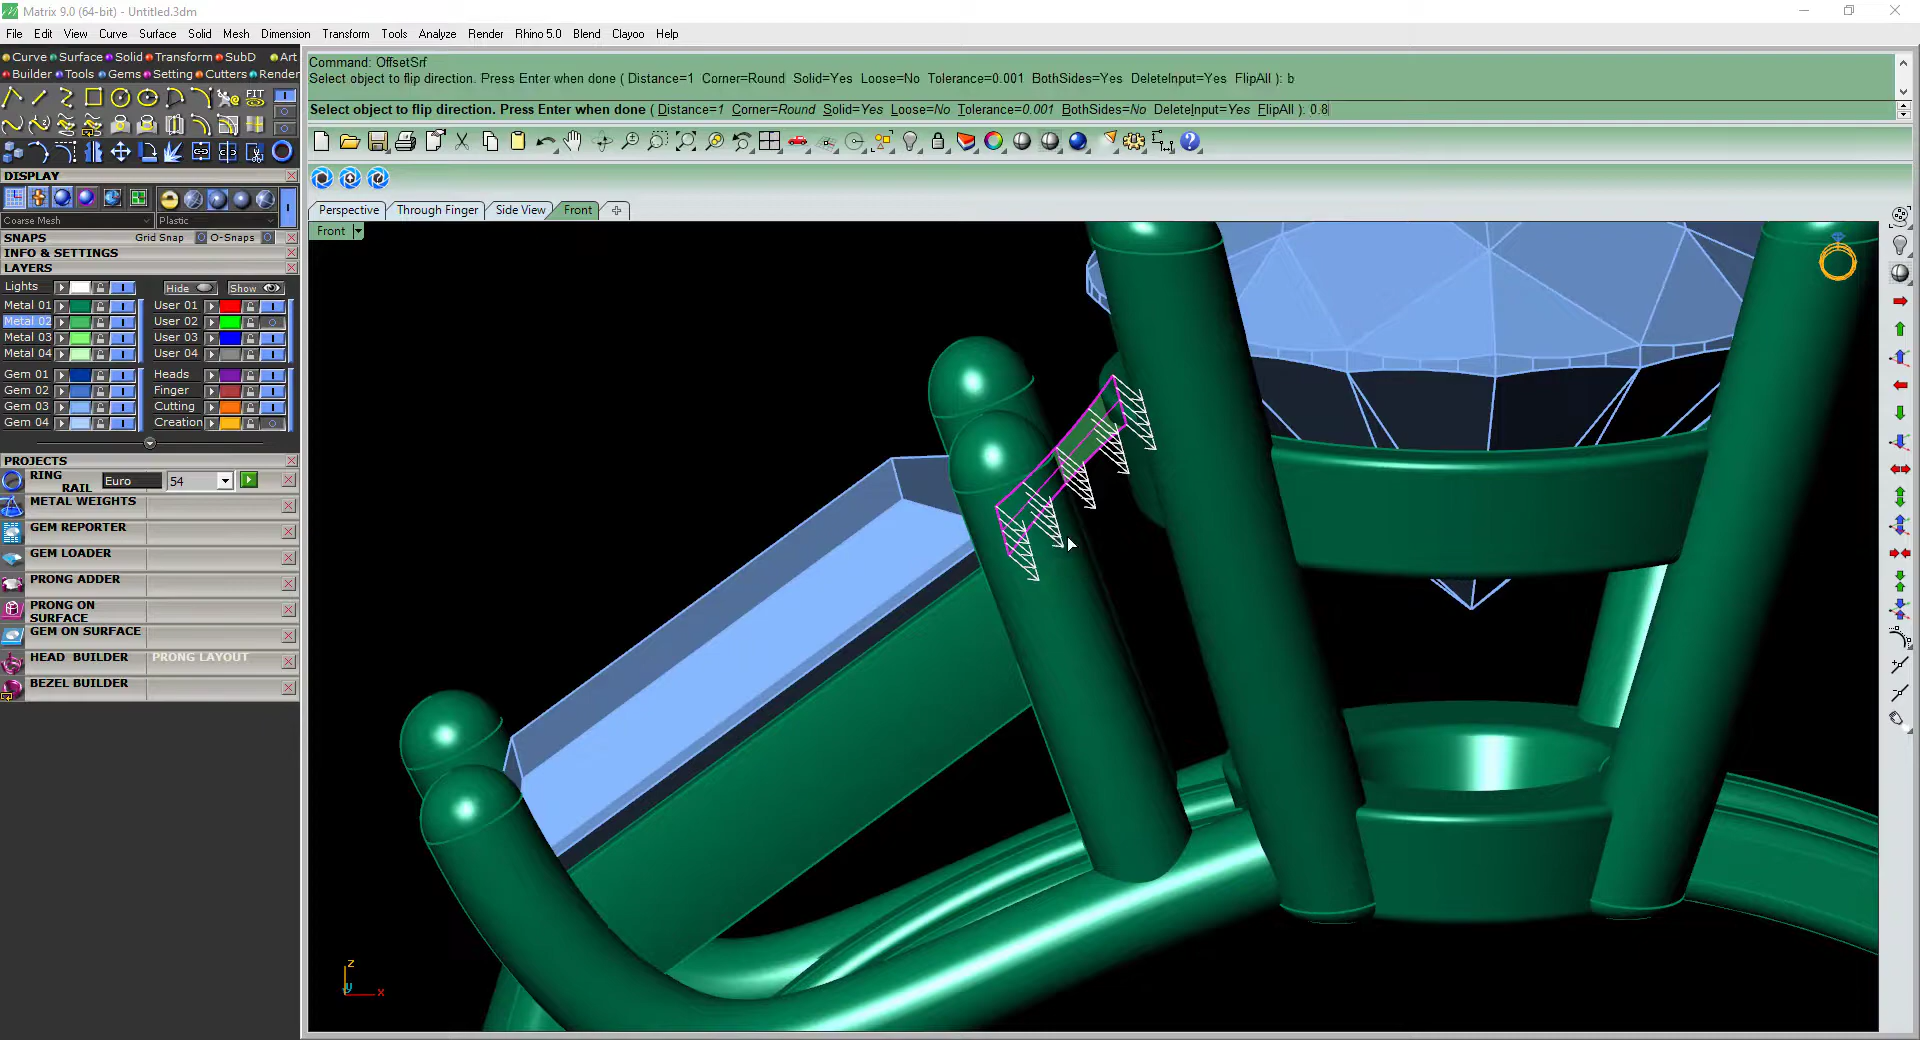 Matrix 9.0 (64-bit) - Untitled.3dm
File Edit View Curve Surface Solid Mesh Dimension Transform Tools Analyze Render Rhino 5.0 Blend Clayoo Help
Curve Surface Solid Transform SubD Art
Builder Tools Gems Setting Cutters Render
Command: OffsetSrf
Select object to flip direction. Press Enter when done ( Distance=1 Corner=Round Solid=Yes Loose=No Tolerance=0.001 BothSides=Yes DeleteInput=Yes FlipAll ): b
Select object to flip direction. Press Enter when done ( Distance=1 Corner=Round Solid=Yes Loose=No Tolerance=0.001 BothSides=No DeleteInput=Yes FlipAll ): 0.8
FIT
DISPLAY
Coarse Mesh Plastic
SNAPS Grid Snap O-Snaps
INFO & SETTINGS
LAYERS
Lights Hide Show
Metal 01 User 01
Metal 02 User 02
Metal 03 User 03
Metal 04 User 04
Gem 01 Heads
Gem 02 Finger
Gem 03 Cutting
Gem 04 Creation
PROJECTS
RING RAIL Euro 54
METAL WEIGHTS
GEM REPORTER
GEM LOADER
PRONG ADDER
PRONG ON SURFACE
GEM ON SURFACE
HEAD BUILDER PRONG LAYOUT
BEZEL BUILDER
Perspective Through Finger Side View Front
Front
z
y
x